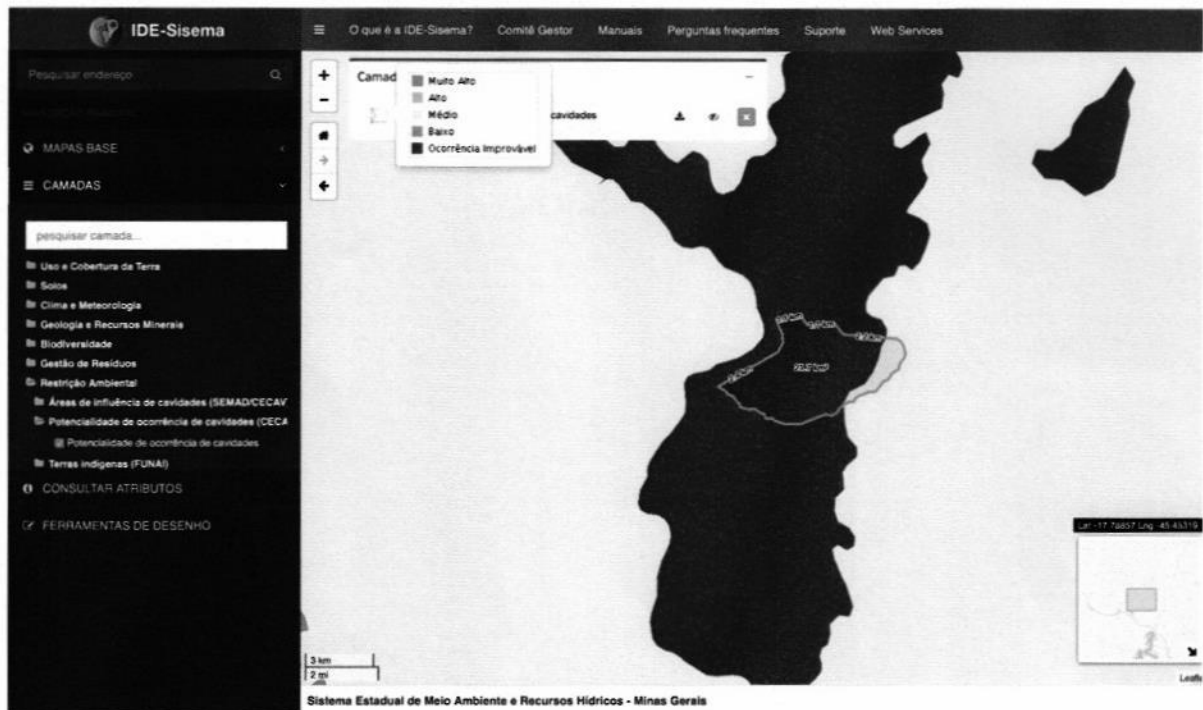 IDE-Sisema
O que é a IDE-Sisema? Comitê Gestor Manuais Perguntas frequentes Suporte Web Services
Pesquisar endereço
MAPAS BASE
CAMADAS
pesquisar camada...
Uso e Cobertura da Terra
Solos
Clima e Meteorologia
Geologia e Recursos Minerais
Biodiversidade
Gestão de Resíduos
Restrição Ambiental
Áreas de influência de cavidades (SEMAD/CECAV
Potencialidade de ocorrência de cavidades (CECA
Potencialidade de ocorrência de cavidades
Terras indígenas (FUNAI)
CONSULTAR ATRIBUTOS
FERRAMENTAS DE DESENHO
+
-
Camad
cavidades
Muito Alto
Alto
Médio
Baixo
Ocorrência Improvável
2.2 km
3 km
2 mi
Leafle
Sistema Estadual de Meio Ambiente e Recursos Hídricos - Minas Gerais